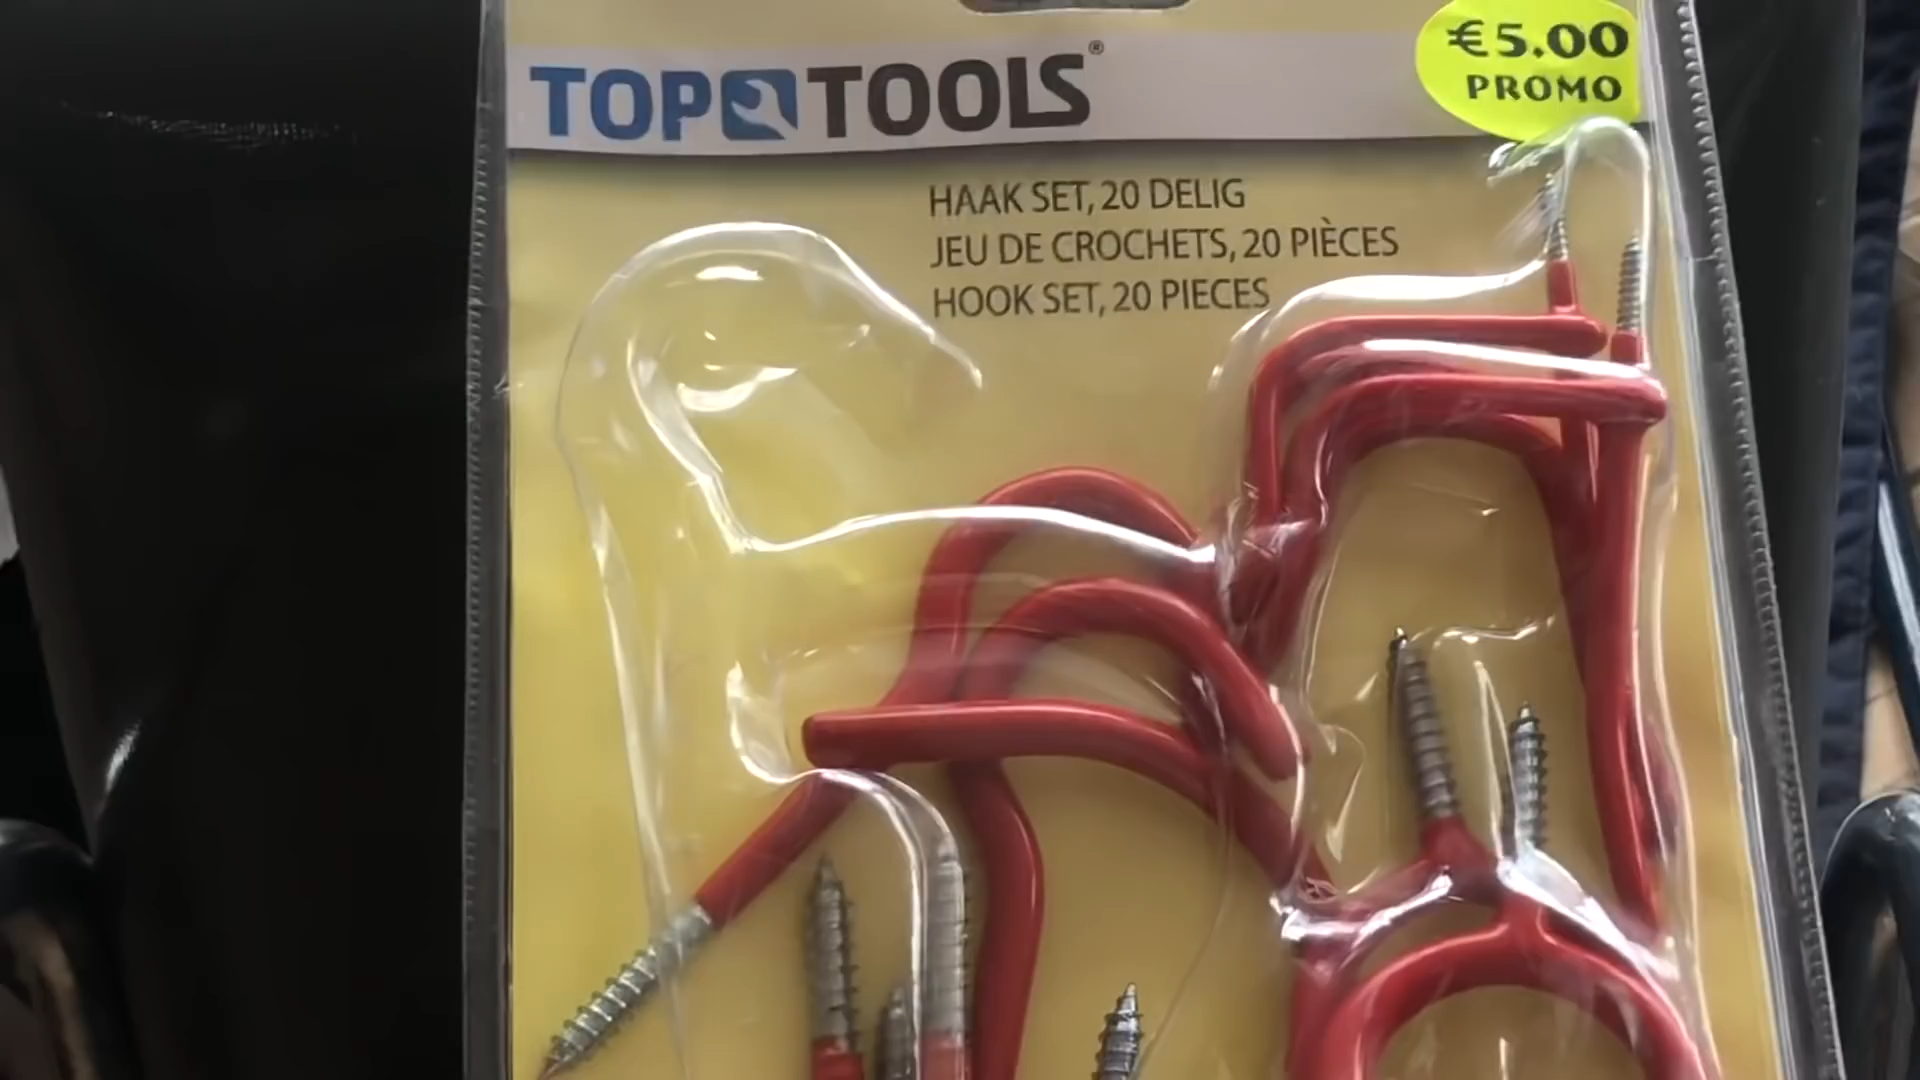 €5.00
PROMO
TOP TOOLS®
HAAK SET, 20 DELIG
JEU DE CROCHETS, 20 PIÈCES
HOOK SET, 20 PIECES